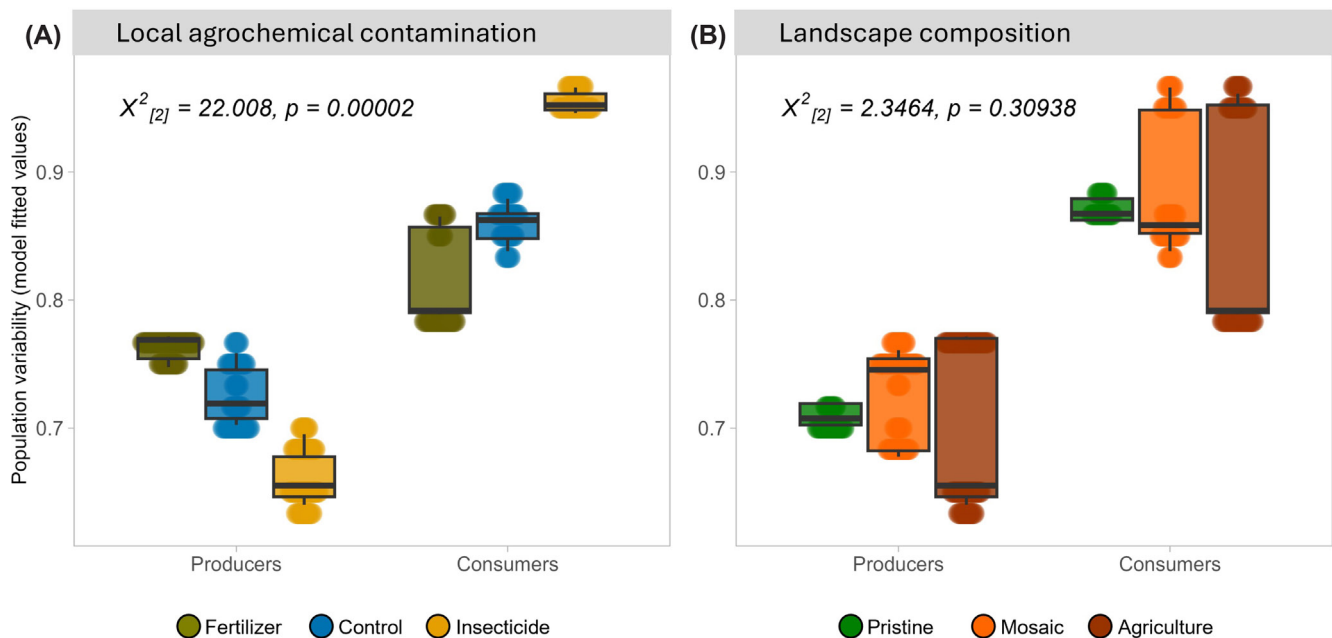 (A) Local agrochemical contamination
(B) Landscape composition
Population variability (model fitted values)
X²[2] = 22.008, p = 0.00002
X²[2] = 2.3464, p = 0.30938
0.9
0.8
0.7
0.9
0.8
0.7
Producers Consumers
Producers Consumers
Fertilizer Control Insecticide
Pristine Mosaic Agriculture